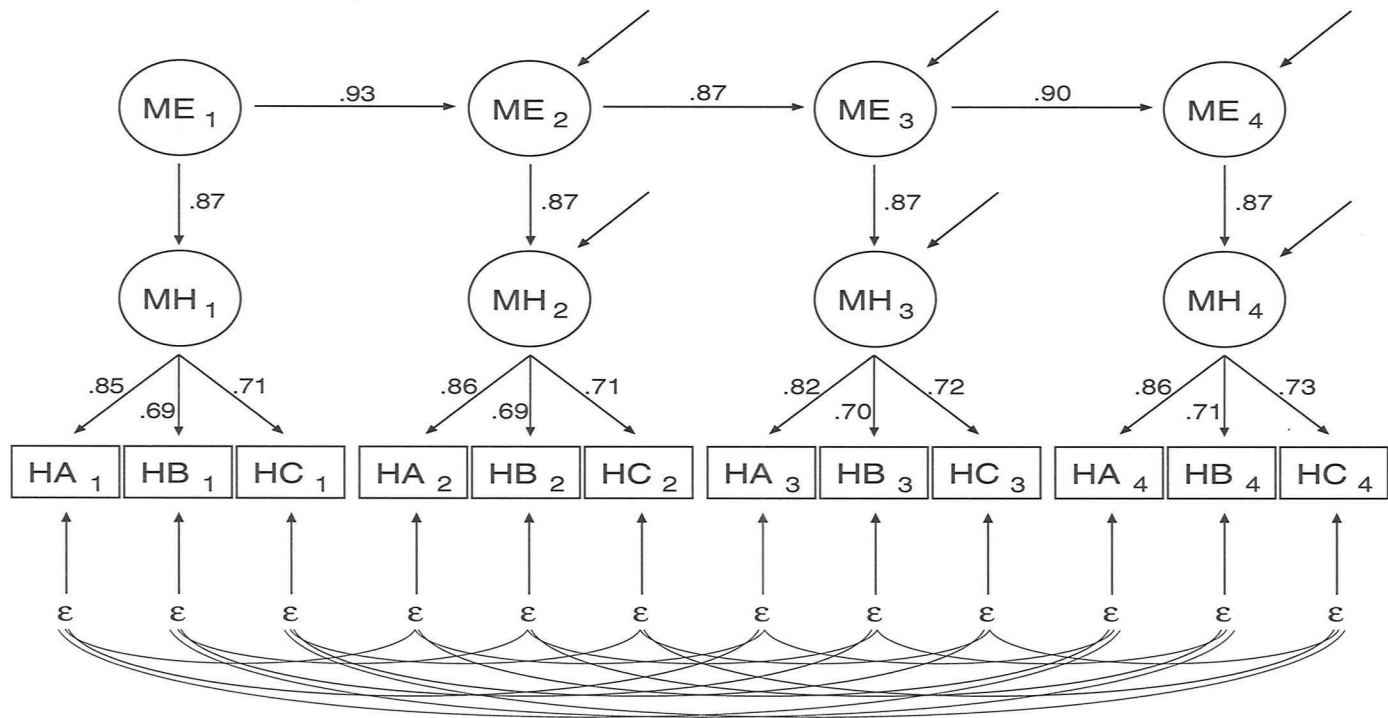 ME 1 .93 ME 2 .87 ME 3 .90 ME 4
.87 .87 .87 .87
MH 1 MH 2 MH 3 MH 4
.85 .69 .71 .86 .69 .71 .82 .70 .72 .86 .71 .73
HA 1 HB 1 HC 1 HA 2 HB 2 HC 2 HA 3 HB 3 HC 3 HA 4 HB 4 HC 4
ε ε ε ε ε ε ε ε ε ε ε ε